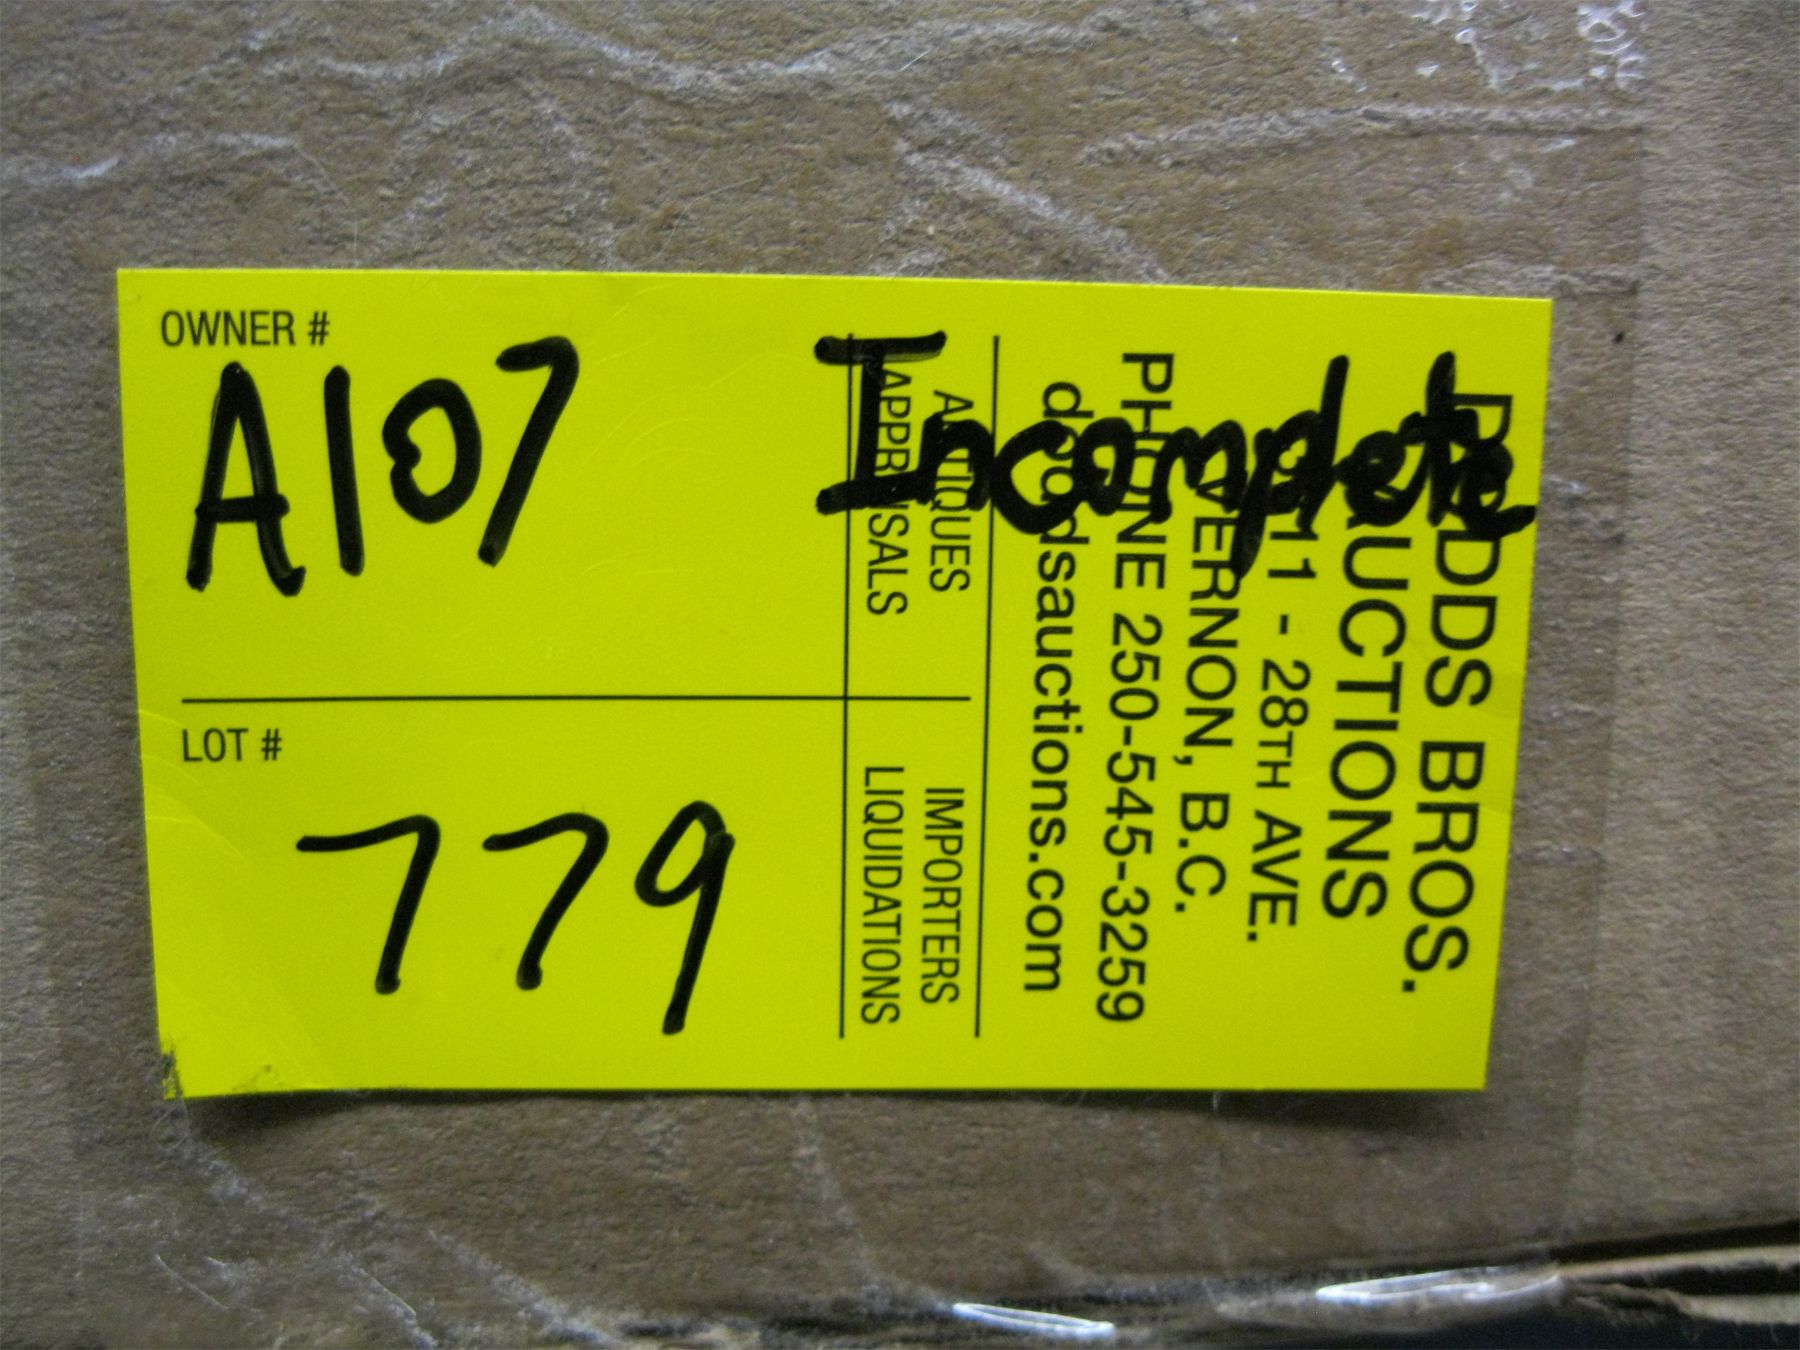 OWNER #
A107
Incomplete
LOT #
779
ANTIQUES
APPRAISALS
IMPORTERS
LIQUIDATIONS
DODDS BROS.
AUCTIONS
28TH AVE.
VERNON, B.C.
PHONE 250-545-3259
doddsauctions.com